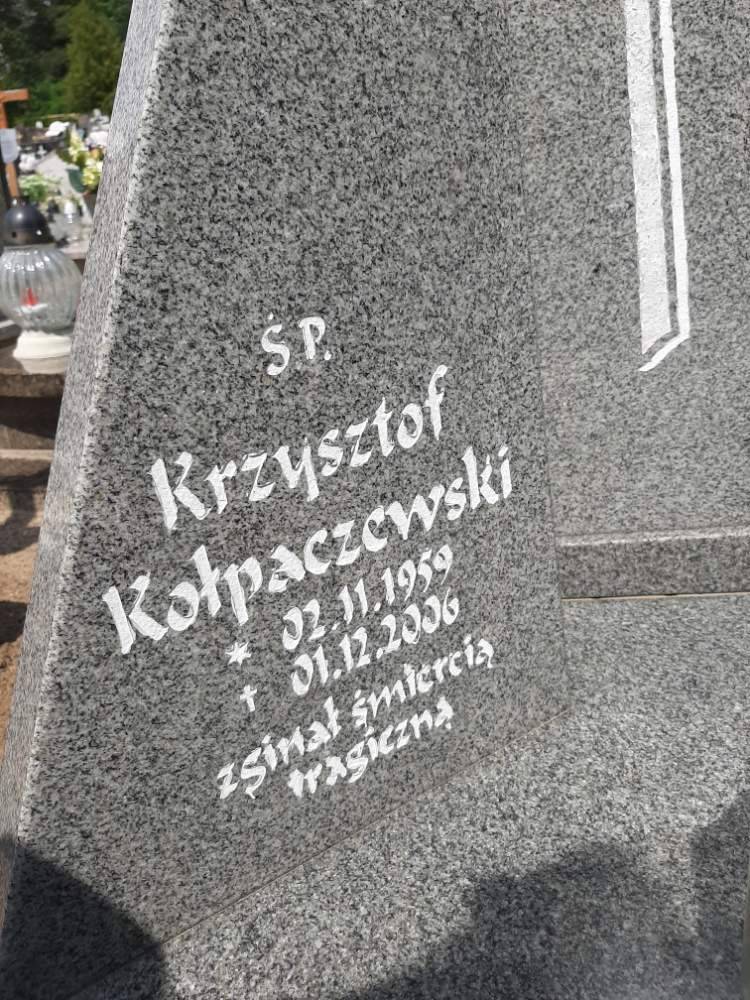 Ś.P.
Krzysztof
Kołpaczewski
* 02.11.1959
† 01.12.2006
zginął śmiercią
tragiczną